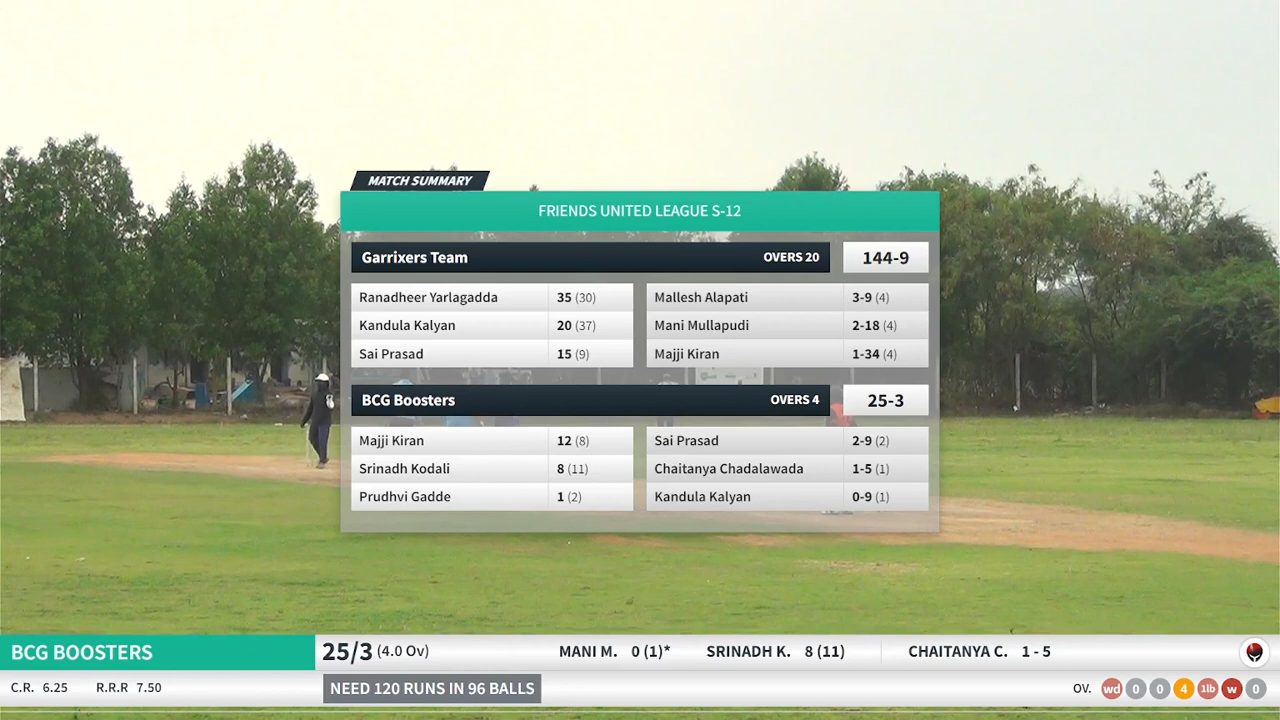 MATCH SUMMARY
FRIENDS UNITED LEAGUE S-12
Garrixers Team OVERS 20 144-9
Ranadheer Yarlagadda 35 (30) Mallesh Alapati 3-9 (4)
Kandula Kalyan 20 (37) Mani Mullapudi 2-18 (4)
Sai Prasad 15 (9) Majji Kiran 1-34 (4)
BCG Boosters OVERS 4 25-3
Majji Kiran 12 (8) Sai Prasad 2-9 (2)
Srinadh Kodali 8 (11) Chaitanya Chadalawada 1-5 (1)
Prudhvi Gadde 1 (2) Kandula Kalyan 0-9 (1)
BCG BOOSTERS 25/3 (4.0 Ov) MANI M. 0 (1)* SRINADH K. 8 (11) CHAITANYA C. 1 - 5
C.R. 6.25 R.R.R 7.50 NEED 120 RUNS IN 96 BALLS OV. wd 0 0 4 1lb w 0